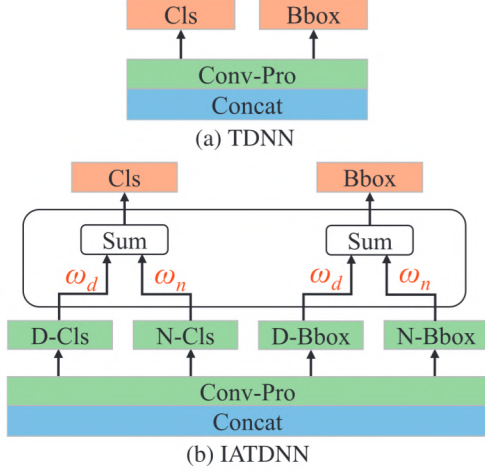 Cls Bbox
Conv-Pro
Concat
(a) TDNN
Cls Bbox
Sum Sum
ω_d ω_n ω_d ω_n
D-Cls N-Cls D-Bbox N-Bbox
Conv-Pro
Concat
(b) IATDNN